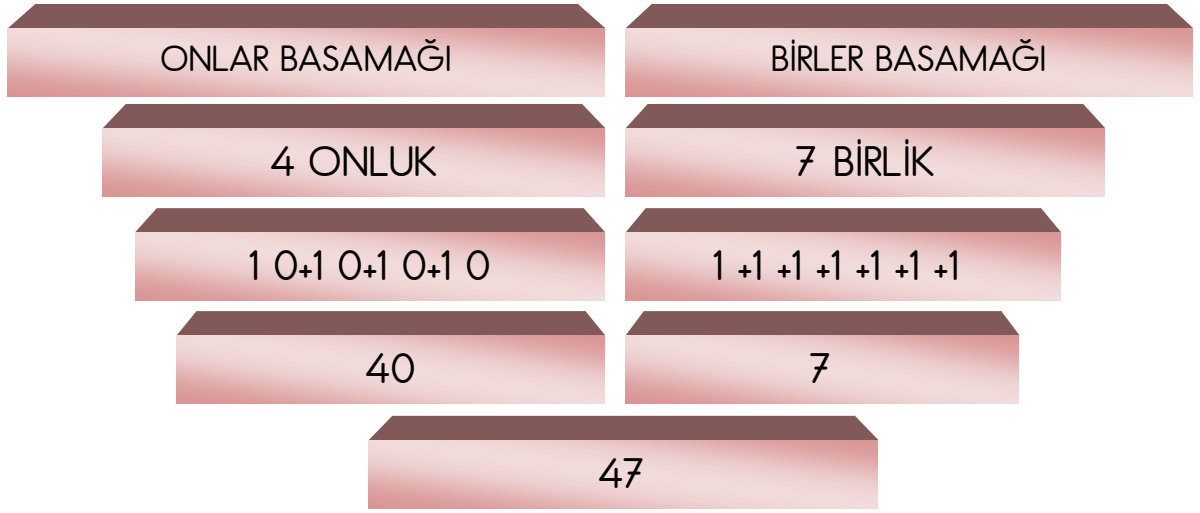 ONLAR BASAMAĞI BİRLER BASAMAĞI
4 ONLUK 7 BİRLİK
1 0+1 0+1 0+1 0 1 +1 +1 +1 +1 +1 +1
40 7
47